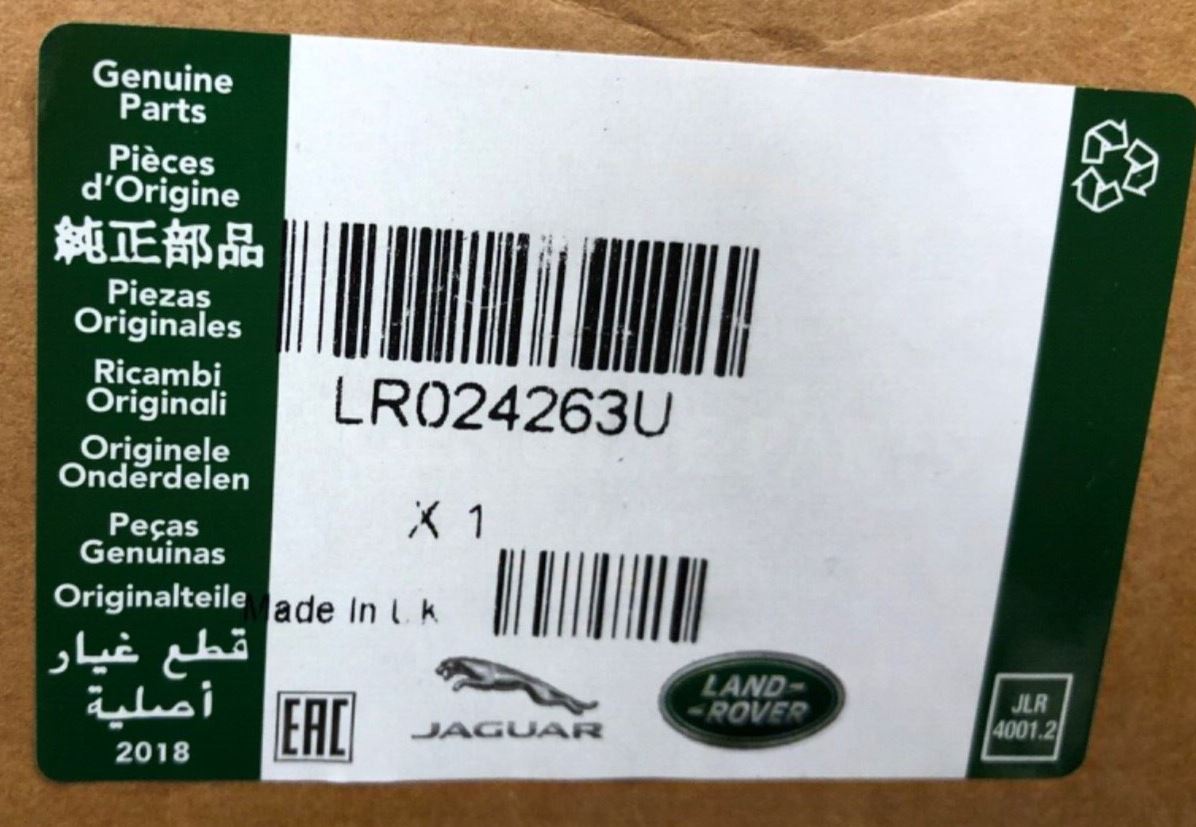 Genuine
Parts
Pièces
d'Origine
純正部品
Piezas
Originales
Ricambi
Originali
Originele
Onderdelen
Peças
Genuinas
Originalteile
قطع غيار
أصلية
2018
LR024263U
X 1
Made In U K
EAC
JAGUAR
LAND-
-ROVER
JLR
4001.2